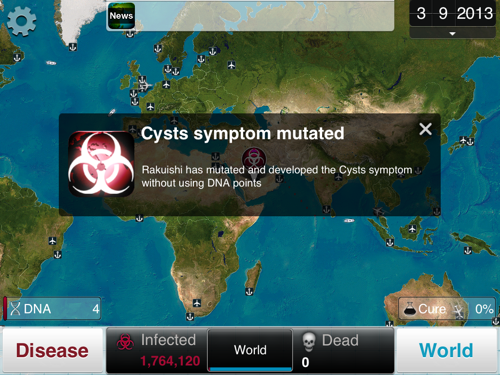 News
3 9 2013
Cysts symptom mutated
Rakuishi has mutated and developed the Cysts symptom
without using DNA points
DNA 4
Cure 0%
Disease
Infected
1,764,120
World
Dead
0
World